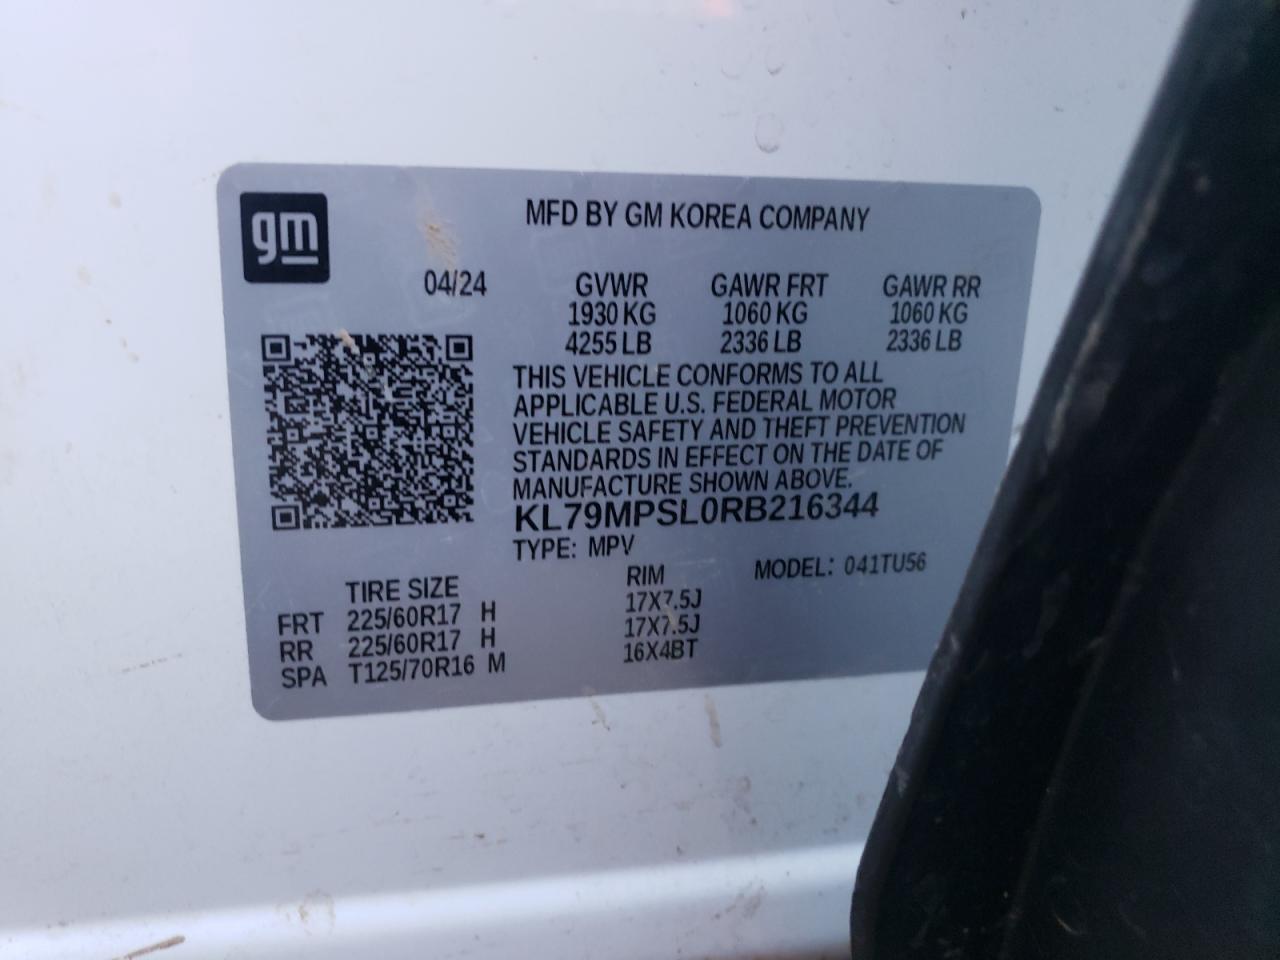 gm
MFD BY GM KOREA COMPANY
04/24 GVWR GAWR FRT GAWR RR
1930 KG 1060 KG 1060 KG
4255 LB 2336 LB 2336 LB
THIS VEHICLE CONFORMS TO ALL
APPLICABLE U.S. FEDERAL MOTOR
VEHICLE SAFETY AND THEFT PREVENTION
STANDARDS IN EFFECT ON THE DATE OF
MANUFACTURE SHOWN ABOVE.
KL79MPSL0RB216344
TYPE: MPV MODEL: 041TU56
TIRE SIZE RIM
FRT 225/60R17 H 17X7.5J
RR 225/60R17 H 17X7.5J
SPA T125/70R16 M 16X4BT